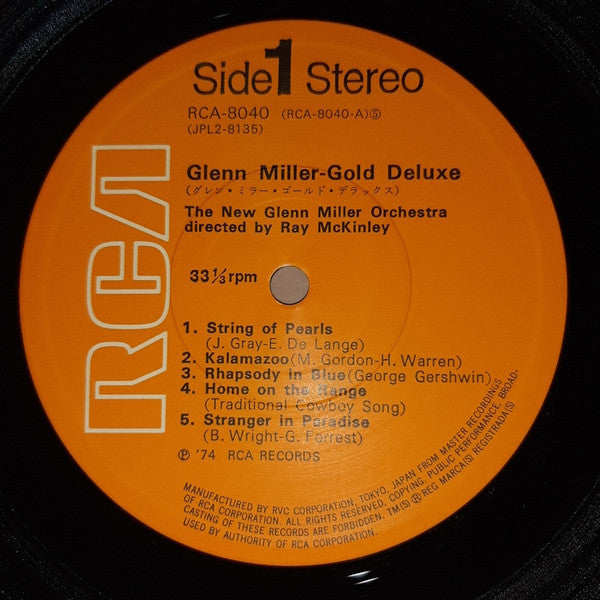 Side 1 Stereo
RCA-8040 (RCA-8040-A)Ⓢ
(JPL2-8135)
Glenn Miller-Gold Deluxe
(グレン・ミラー・ゴールド・デラックス)
The New Glenn Miller Orchestra
directed by Ray McKinley
33⅓rpm
RCA
1. String of Pearls
(J. Gray-E. De Lange)
2. Kalamazoo(M. Gordon-H. Warren)
3. Rhapsody in Blue(George Gershwin)
4. Home on the Range
(Traditional Cowboy Song)
5. Stranger in Paradise
(B. Wright-G. Forrest)
℗ '74 RCA RECORDS
MANUFACTURED BY RVC CORPORATION, TOKYO, JAPAN FROM MASTER RECORDINGS
OF RCA CORPORATION. ALL RIGHTS RESERVED, COPYING, PUBLIC PERFORMANCE, BROAD-
CASTING OF THESE RECORDS ARE FORBIDDEN. TM(S) ® REG MARCA(S) REGISTRADA(S)
USED BY AUTHORITY OF RCA CORPORATION.